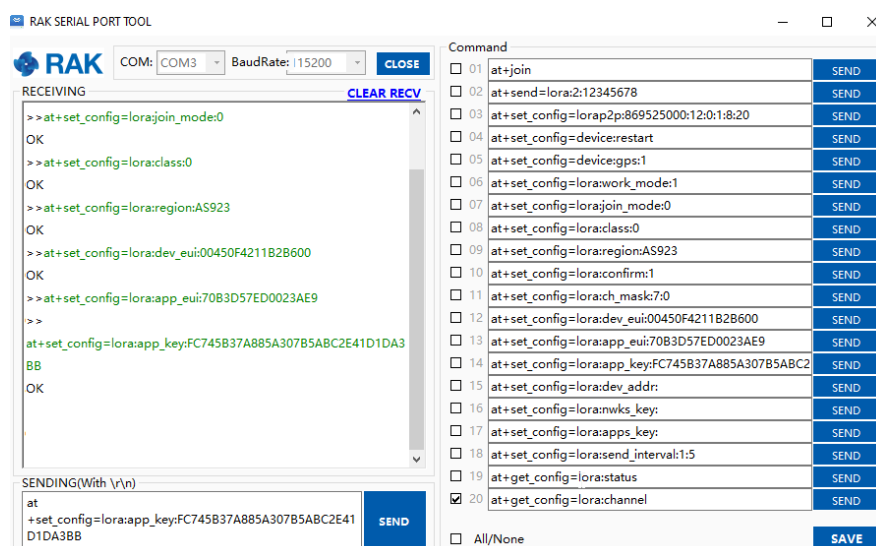 RAK SERIAL PORT TOOL
RAK COM: COM3 BaudRate: 115200 CLOSE
RECEIVING CLEAR RECV
>>at+set_config=lora:join_mode:0
OK
>>at+set_config=lora:class:0
OK
>>at+set_config=lora:region:AS923
OK
>>at+set_config=lora:dev_eui:00450F4211B2B600
OK
>>at+set_config=lora:app_eui:70B3D57ED0023AE9
>>
at+set_config=lora:app_key:FC745B37A885A307B5ABC2E41D1DA3
BB
OK
SENDING(With \r\n)
at
+set_config=lora:app_key:FC745B37A885A307B5ABC2E41
D1DA3BB
SEND
Command
01 at+join SEND
02 at+send=lora:2:12345678 SEND
03 at+set_config=lorap2p:869525000:12:0:1:8:20 SEND
04 at+set_config=device:restart SEND
05 at+set_config=device:gps:1 SEND
06 at+set_config=lora:work_mode:1 SEND
07 at+set_config=lora:join_mode:0 SEND
08 at+set_config=lora:class:0 SEND
09 at+set_config=lora:region:AS923 SEND
10 at+set_config=lora:confirm:1 SEND
11 at+set_config=lora:ch_mask:7:0 SEND
12 at+set_config=lora:dev_eui:00450F4211B2B600 SEND
13 at+set_config=lora:app_eui:70B3D57ED0023AE9 SEND
14 at+set_config=lora:app_key:FC745B37A885A307B5ABC2 SEND
15 at+set_config=lora:dev_addr: SEND
16 at+set_config=lora:nwks_key: SEND
17 at+set_config=lora:apps_key: SEND
18 at+set_config=lora:send_interval:1:5 SEND
19 at+get_config=lora:status SEND
20 at+get_config=lora:channel SEND
All/None SAVE